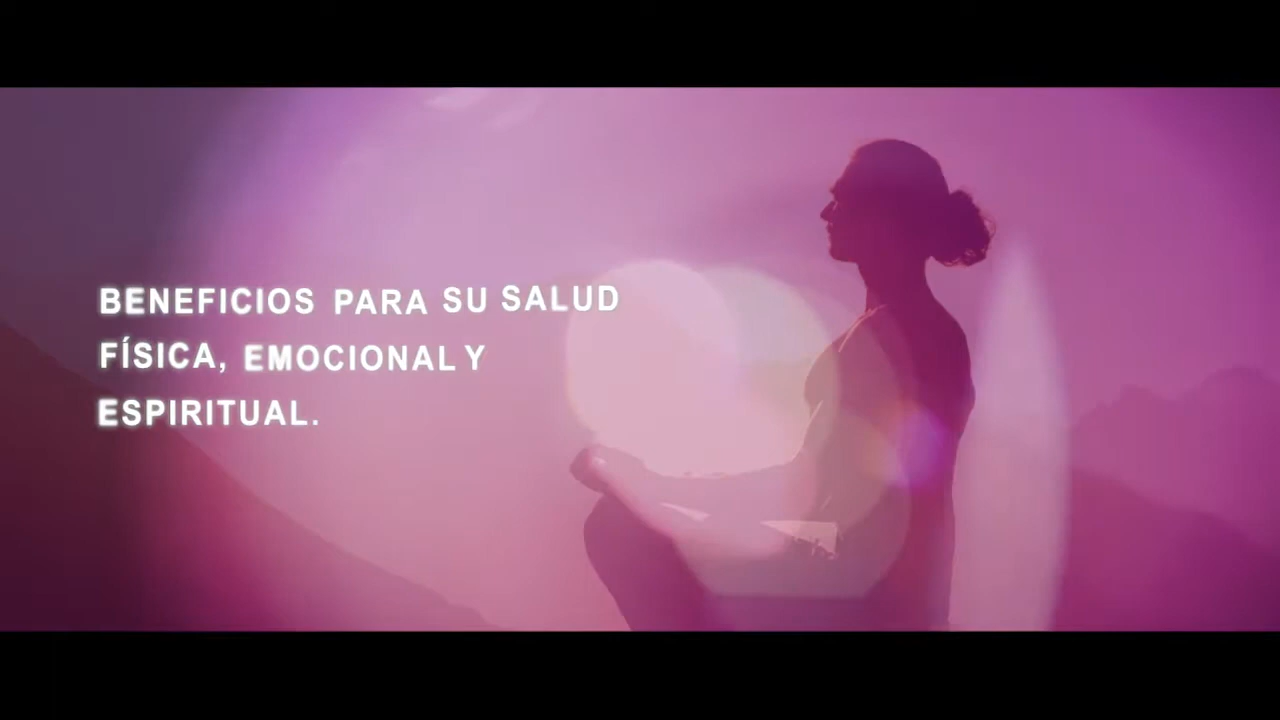 BENEFICIOS PARA SU SALUD
FÍSICA, EMOCIONAL Y
ESPIRITUAL.